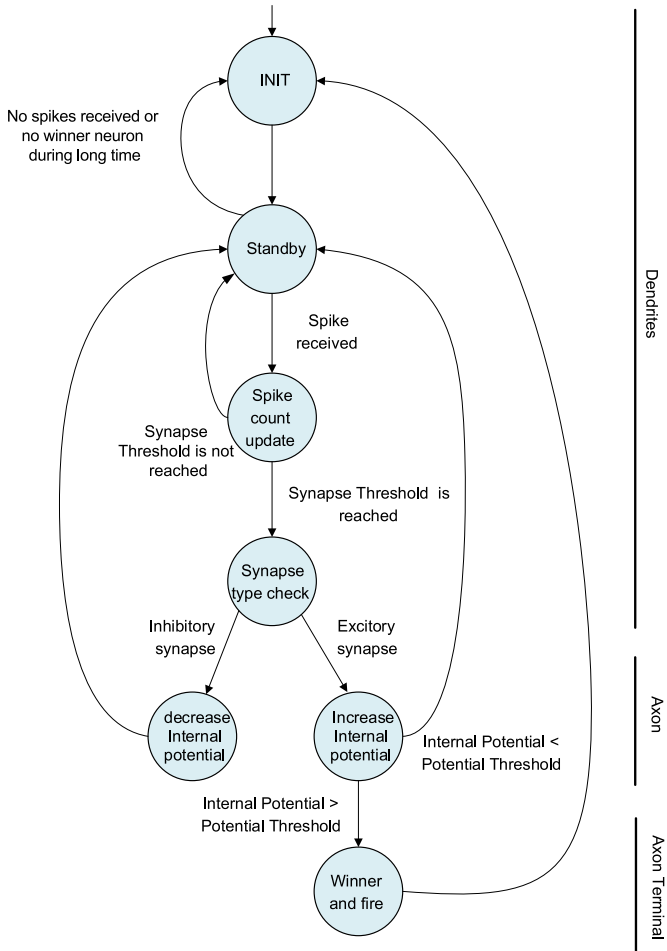 INIT
No spikes received or
no winner neuron
during long time
Standby
Spike
received
Spike
count
update
Synapse
Threshold is not
reached
Synapse Threshold is
reached
Synapse
type check
Inhibitory
synapse
Excitory
synapse
decrease
Internal
potential
Increase
Internal
potential
Internal Potential <
Potential Threshold
Internal Potential >
Potential Threshold
Winner
and fire
Dendrites
Axon
Axon Terminal